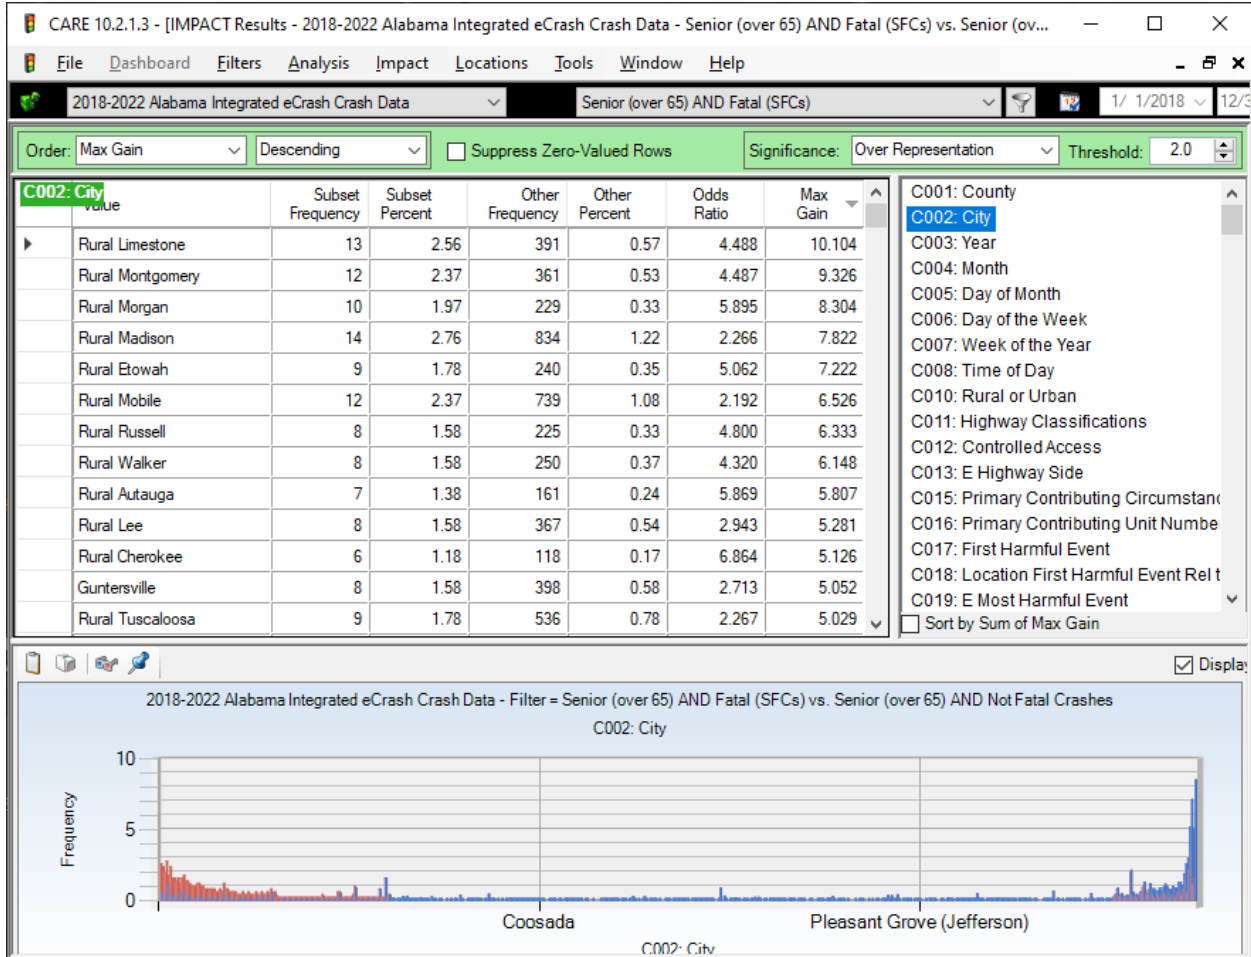 CARE 10.2.1.3 - [IMPACT Results - 2018-2022 Alabama Integrated eCrash Crash Data - Senior (over 65) AND Fatal (SFCs) vs. Senior (ov...
File Dashboard Filters Analysis Impact Locations Tools Window Help
2018-2022 Alabama Integrated eCrash Crash Data Senior (over 65) AND Fatal (SFCs) 1/ 1/2018 12/3
Order: Max Gain Descending Suppress Zero-Valued Rows Significance: Over Representation Threshold: 2.0
C002: City
Value Subset Frequency Subset Percent Other Frequency Other Percent Odds Ratio Max Gain
Rural Limestone 13 2.56 391 0.57 4.488 10.104
Rural Montgomery 12 2.37 361 0.53 4.487 9.326
Rural Morgan 10 1.97 229 0.33 5.895 8.304
Rural Madison 14 2.76 834 1.22 2.266 7.822
Rural Etowah 9 1.78 240 0.35 5.062 7.222
Rural Mobile 12 2.37 739 1.08 2.192 6.526
Rural Russell 8 1.58 225 0.33 4.800 6.333
Rural Walker 8 1.58 250 0.37 4.320 6.148
Rural Autauga 7 1.38 161 0.24 5.869 5.807
Rural Lee 8 1.58 367 0.54 2.943 5.281
Rural Cherokee 6 1.18 118 0.17 6.864 5.126
Guntersville 8 1.58 398 0.58 2.713 5.052
Rural Tuscaloosa 9 1.78 536 0.78 2.267 5.029
C001: County
C002: City
C003: Year
C004: Month
C005: Day of Month
C006: Day of the Week
C007: Week of the Year
C008: Time of Day
C010: Rural or Urban
C011: Highway Classifications
C012: Controlled Access
C013: E Highway Side
C015: Primary Contributing Circumstanc
C016: Primary Contributing Unit Number
C017: First Harmful Event
C018: Location First Harmful Event Rel t
C019: E Most Harmful Event
Sort by Sum of Max Gain
Display
2018-2022 Alabama Integrated eCrash Crash Data - Filter = Senior (over 65) AND Fatal (SFCs) vs. Senior (over 65) AND Not Fatal Crashes
C002: City
10
5
0
Frequency
Coosada Pleasant Grove (Jefferson)
C002: City